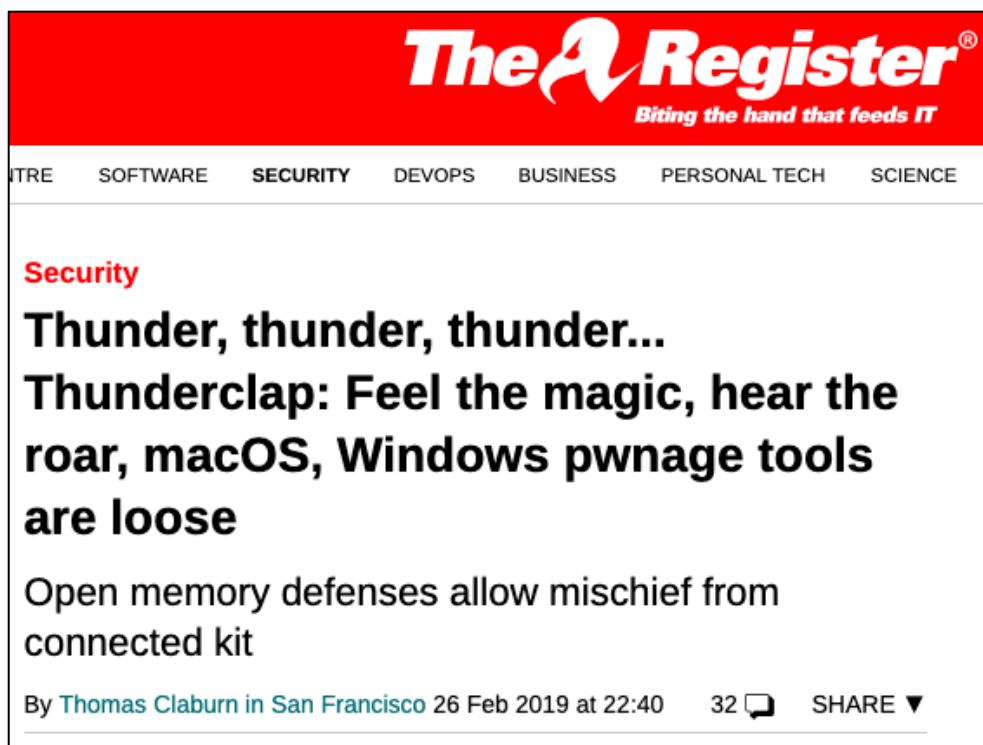 The Register®
Biting the hand that feeds IT
NTRE SOFTWARE SECURITY DEVOPS BUSINESS PERSONAL TECH SCIENCE
Security
Thunder, thunder, thunder...
Thunderclap: Feel the magic, hear the
roar, macOS, Windows pwnage tools
are loose
Open memory defenses allow mischief from
connected kit
By Thomas Claburn in San Francisco 26 Feb 2019 at 22:40 32 SHARE ▼